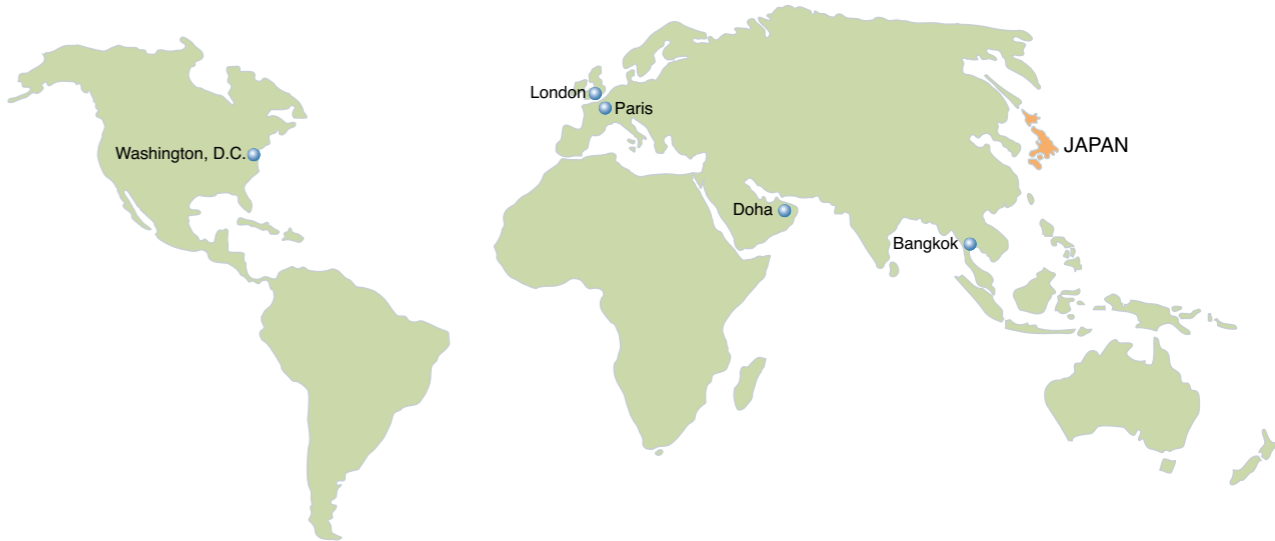 London
Paris
Washington, D.C.
JAPAN
Doha
Bangkok